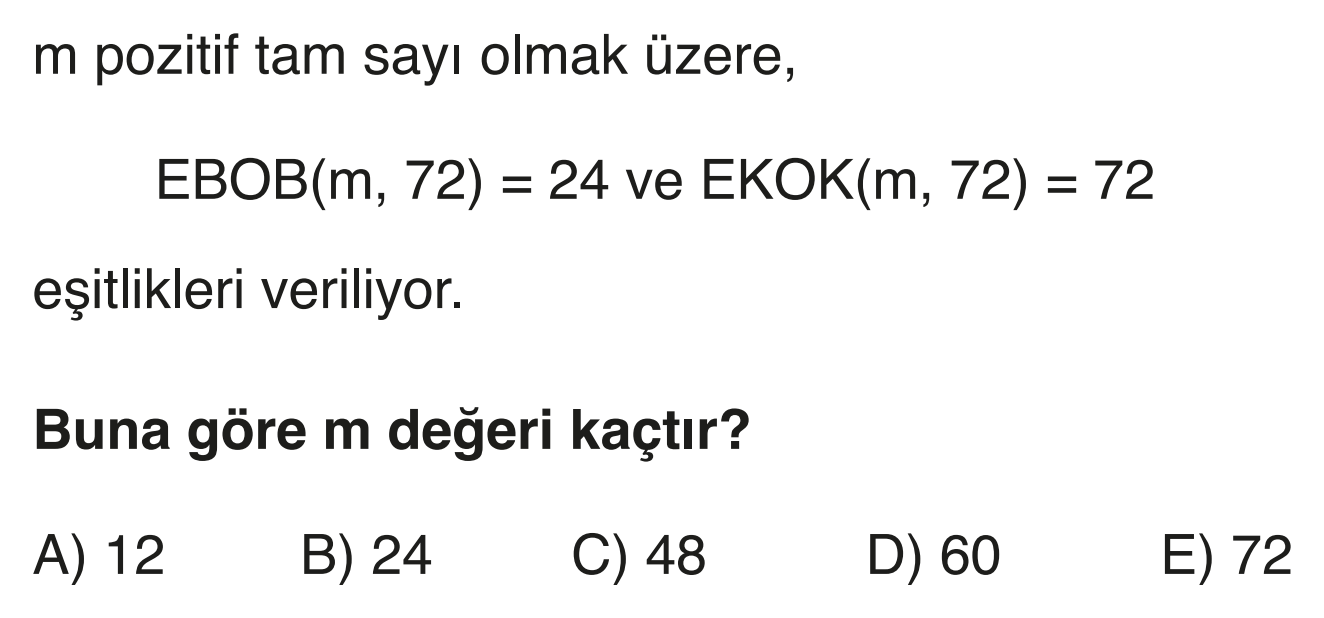 m pozitif tam sayı olmak üzere,
EBOB(m, 72) = 24 ve EKOK(m, 72) = 72
eşitlikleri veriliyor.
Buna göre m değeri kaçtır?
A) 12 B) 24 C) 48 D) 60 E) 72